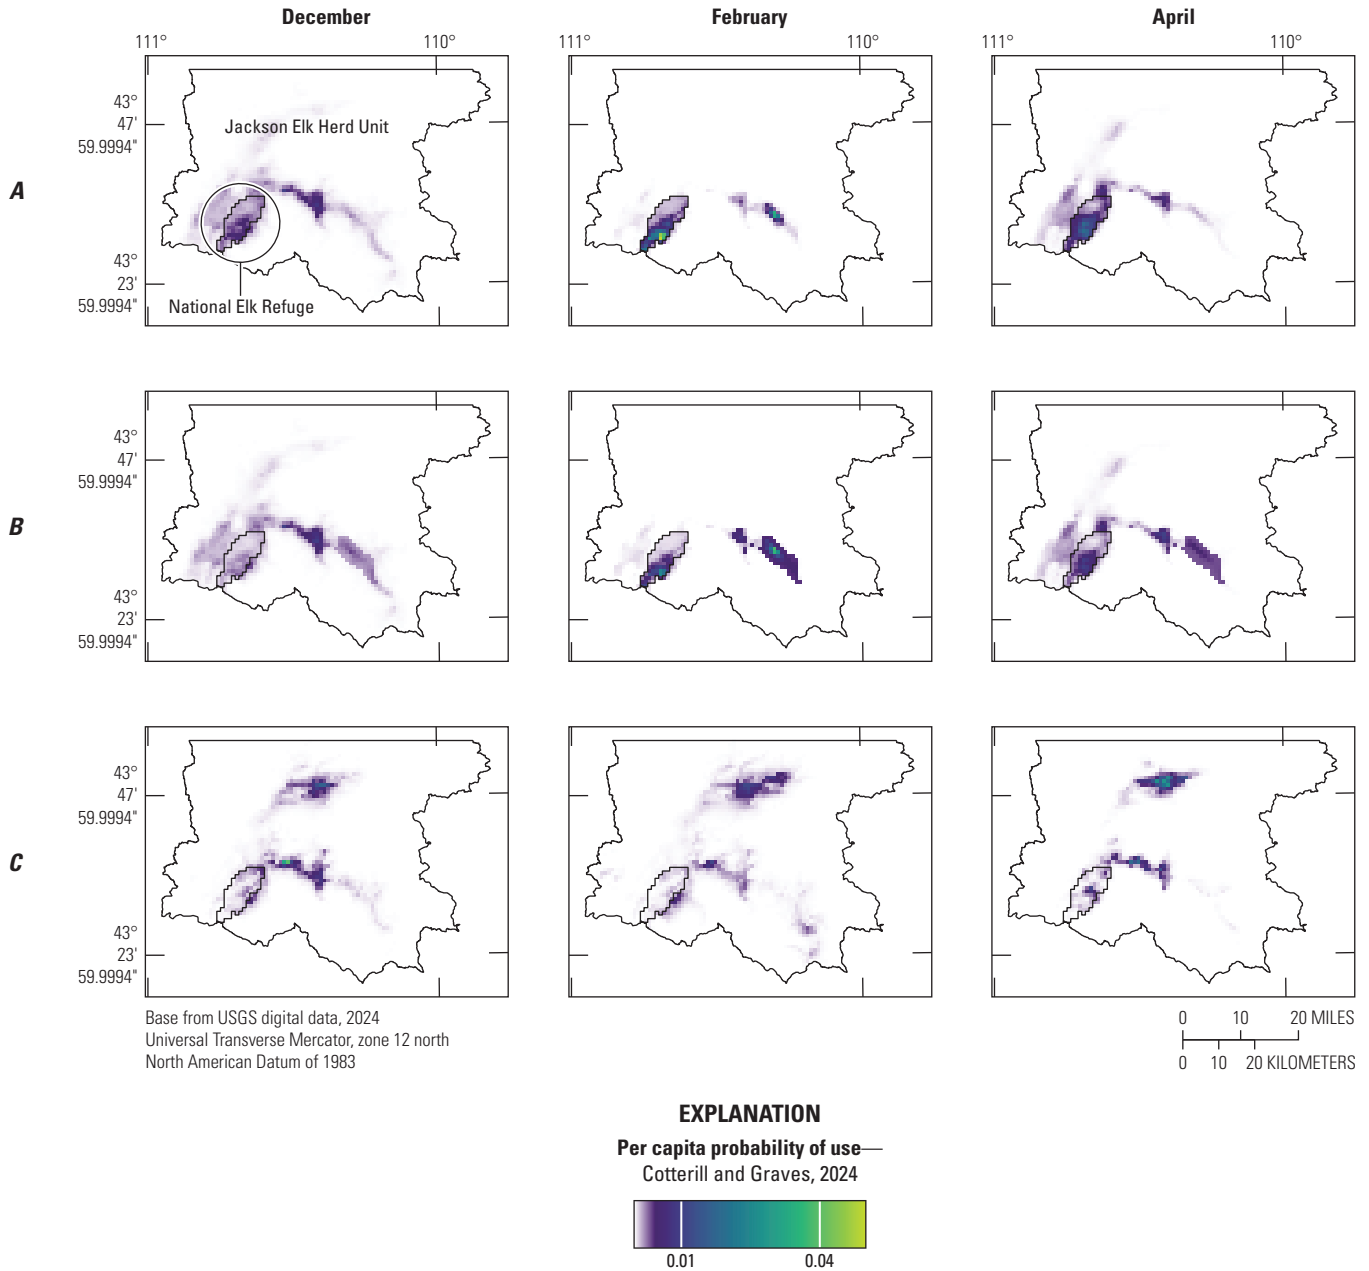 December
February
April
111°
110°
111°
110°
111°
110°
43°
47'
59.9994"
Jackson Elk Herd Unit
A
43°
23'
59.9994"
National Elk Refuge
43°
47'
59.9994"
B
43°
23'
59.9994"
43°
47'
59.9994"
C
43°
23'
59.9994"
Base from USGS digital data, 2024
Universal Transverse Mercator, zone 12 north
North American Datum of 1983
0 10 20 MILES
0 10 20 KILOMETERS
EXPLANATION
Per capita probability of use—
Cotterill and Graves, 2024
0.01
0.04